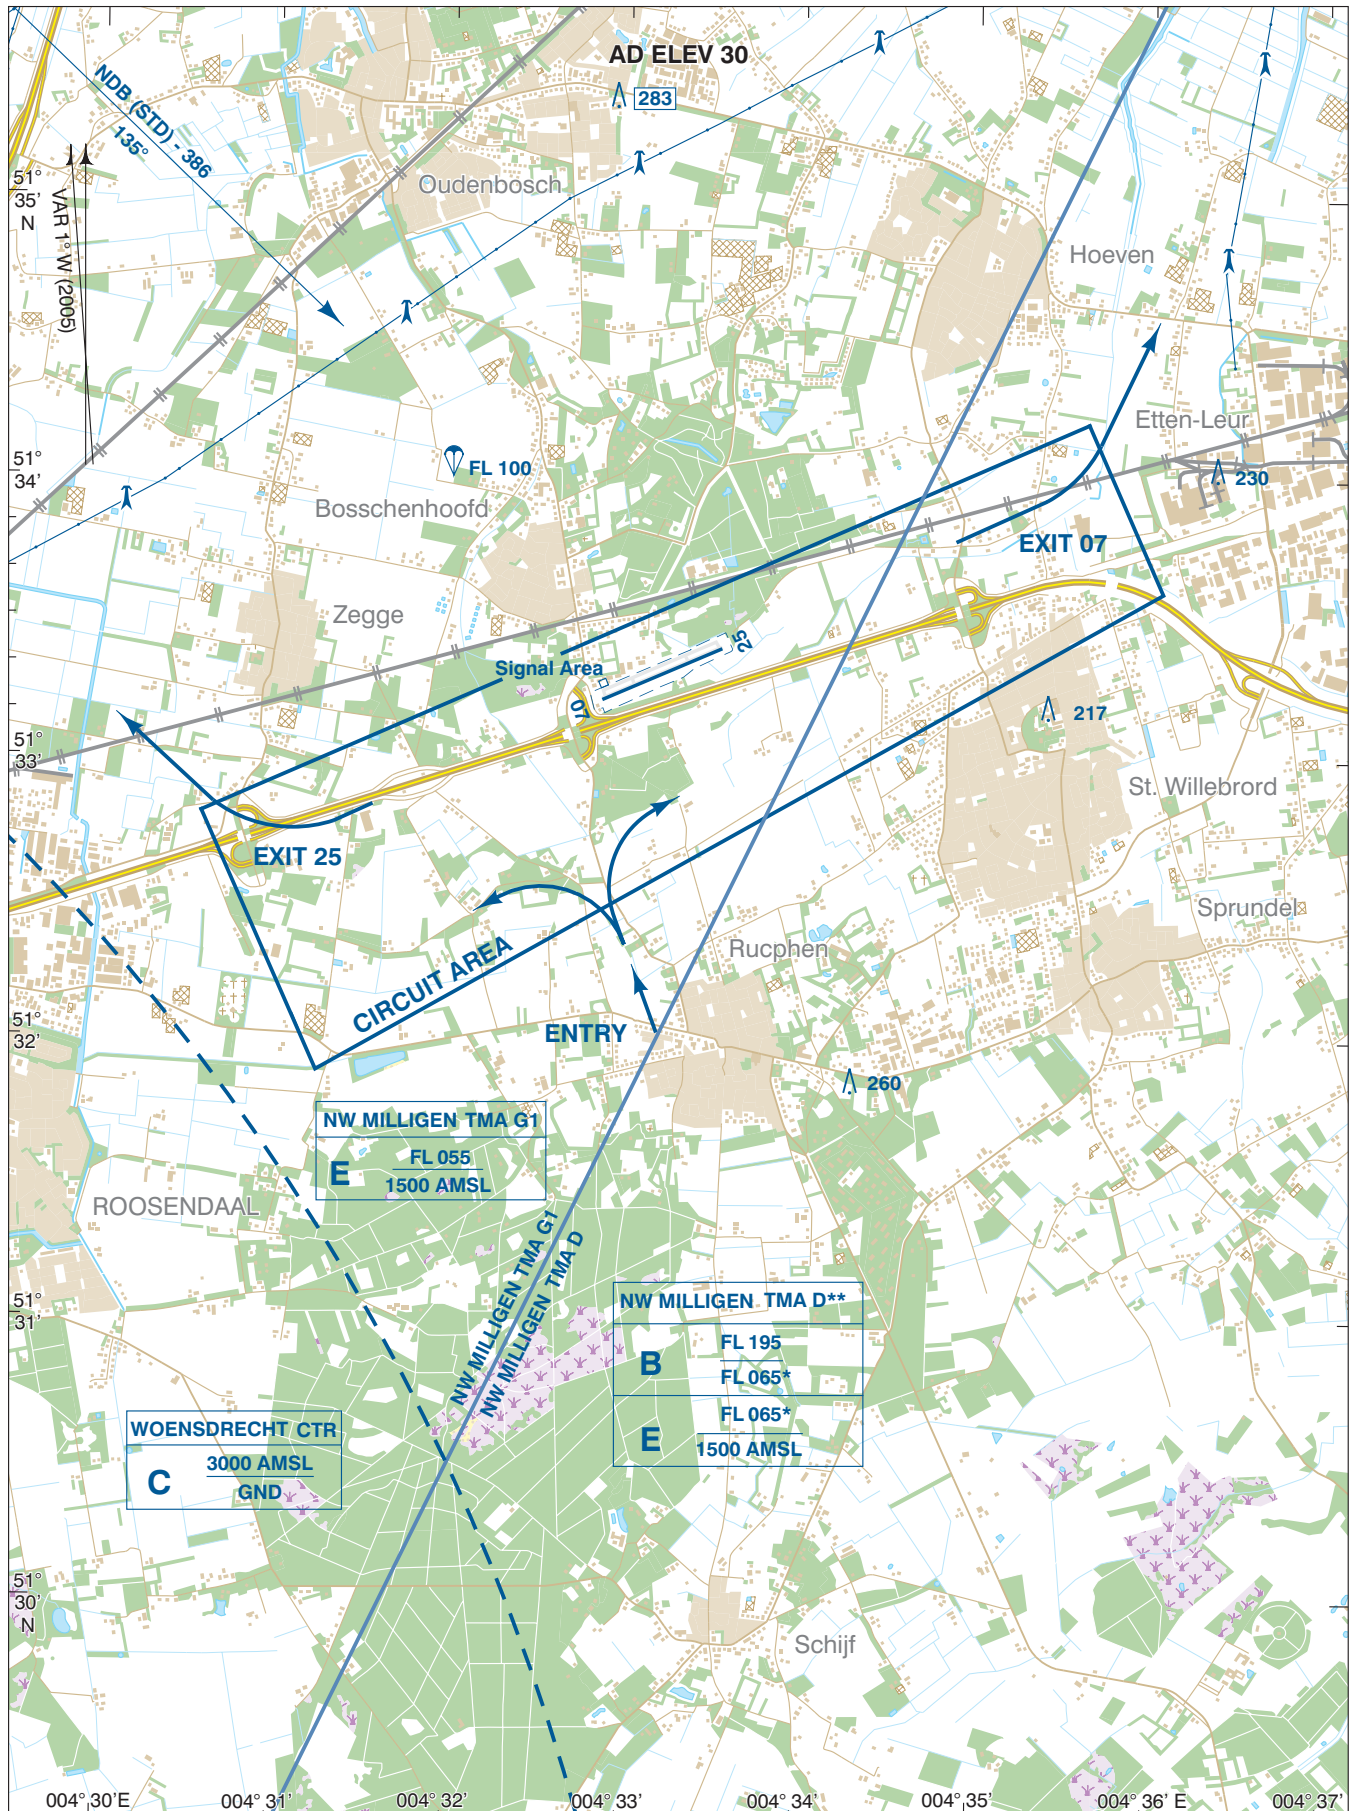 AD ELEV 30
283
NDB (STD) - 386
135°
51°
35'
N
VAR 1° W (2005)
Oudenbosch
Hoeven
Etten-Leur
230
51°
34'
FL 100
Bosschenhoofd
EXIT 07
Zegge
Signal Area
25
07
217
51°
33'
St. Willebrord
EXIT 25
Sprundel
Rucphen
CIRCUIT AREA
ENTRY
51°
32'
260
NW MILLIGEN TMA G1
E
FL 055
1500 AMSL
ROOSENDAAL
NW MILLIGEN TMA G1
NW MILLIGEN TMA D
51°
31'
NW MILLIGEN TMA D**
B
FL 195
FL 065*
E
FL 065*
1500 AMSL
WOENSDRECHT CTR
C
3000 AMSL
GND
51°
30'
N
Schijf
004° 30'E
004° 31'
004° 32'
004° 33'
004° 34'
004° 35'
004° 36' E
004° 37'